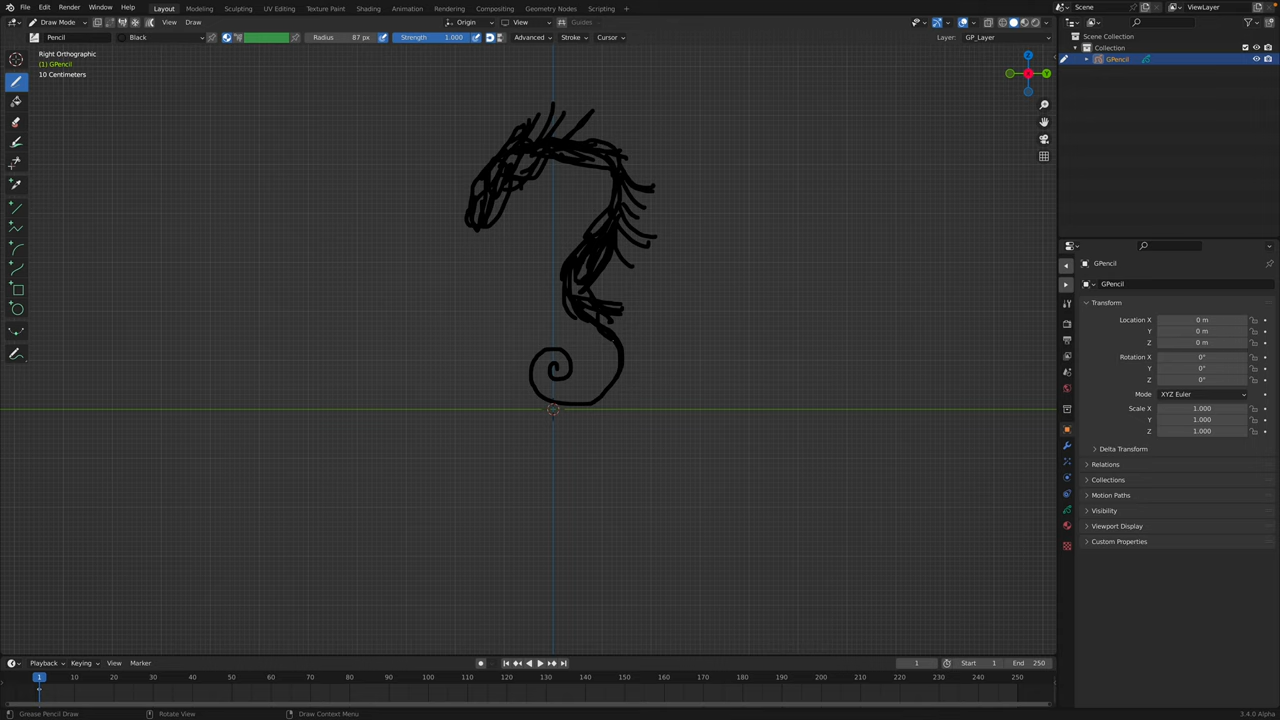 File Edit Render Window Help Layout Modeling Sculpting UV Editing Texture Paint Shading Animation Rendering Compositing Geometry Nodes Scripting + Scene ViewLayer
Draw Mode View Draw Origin View Guides
Pencil Black Radius 87 px Strength 1.000 Advanced Stroke Cursor Layer: GP_Layer
Right Orthographic
(1) GPencil
10 Centimeters
Scene Collection
Collection
GPencil
GPencil
GPencil
Transform
Location X 0 m
Y 0 m
Z 0 m
Rotation X 0°
Y 0°
Z 0°
Mode XYZ Euler
Scale X 1.000
Y 1.000
Z 1.000
Delta Transform
Relations
Collections
Motion Paths
Visibility
Viewport Display
Custom Properties
Playback Keying View Marker 1 Start 1 End 250
1 10 20 30 40 50 60 70 80 90 100 110 120 130 140 150 160 170 180 190 200 210 220 230 240 250
Grease Pencil Draw Rotate View Draw Context Menu 3.4.0 Alpha